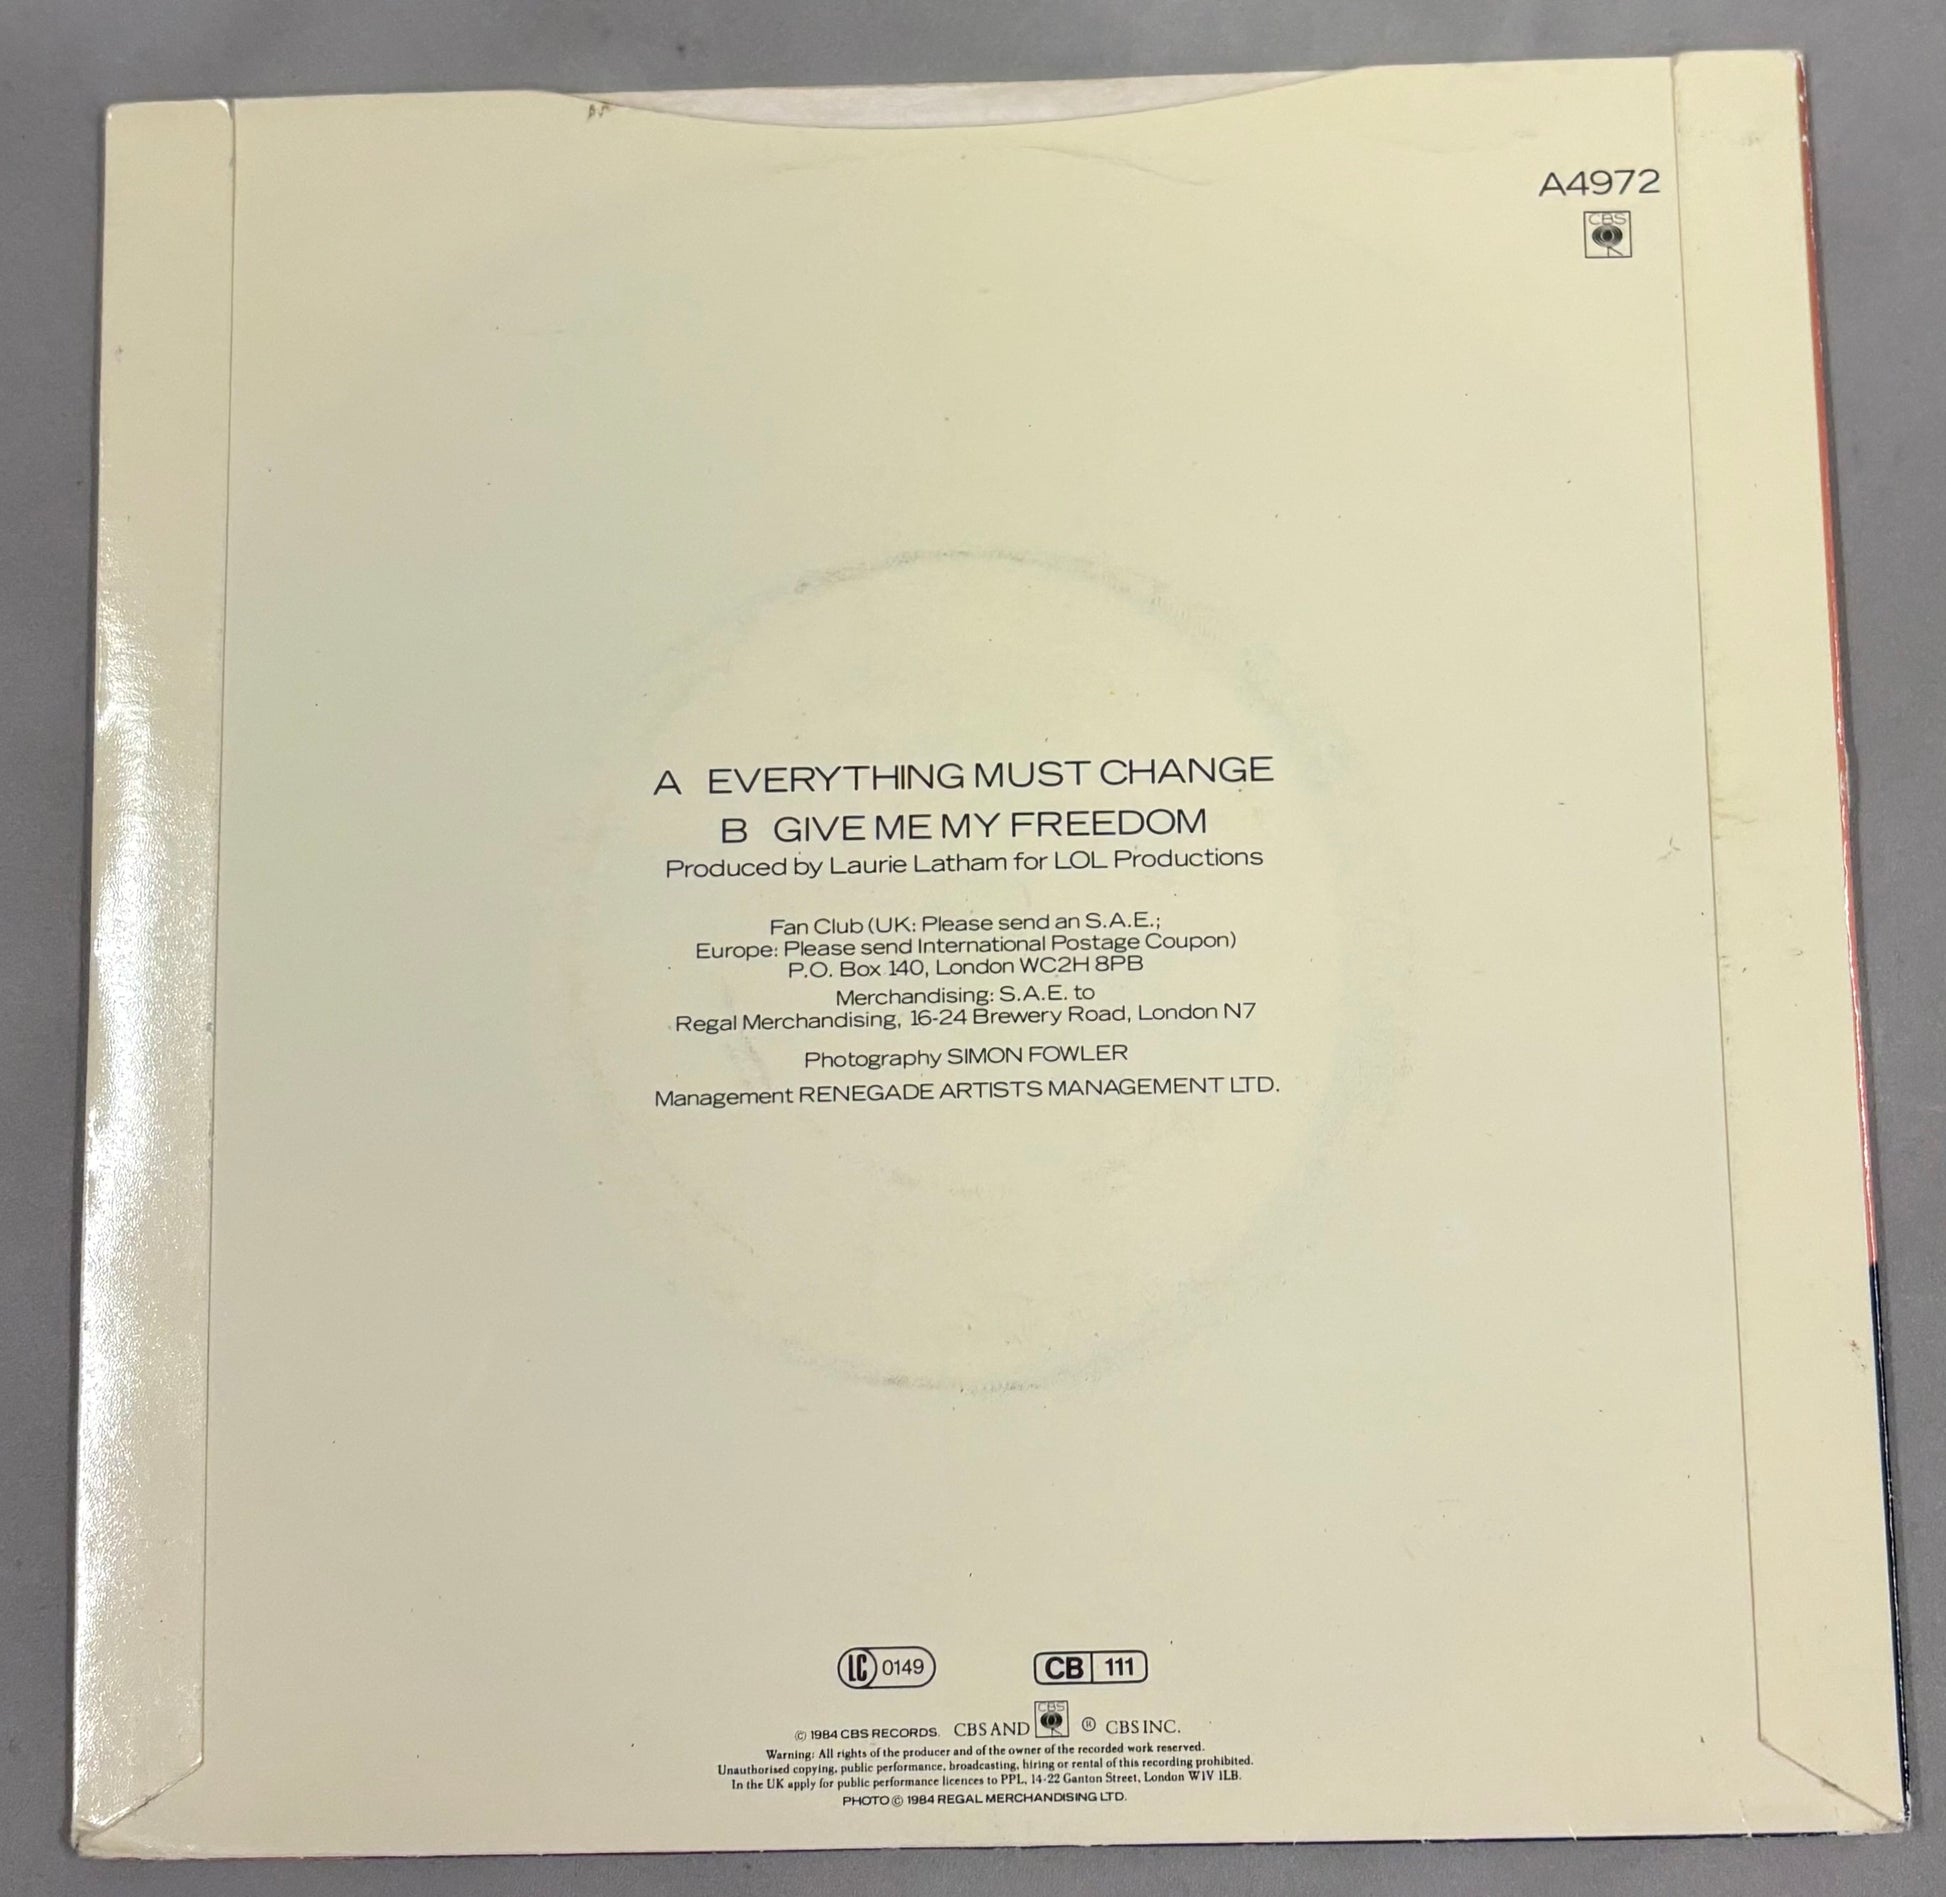 A4972
CBS
A EVERYTHING MUST CHANGE
B GIVE ME MY FREEDOM
Produced by Laurie Latham for LOL Productions
Fan Club (UK: Please send an S.A.E.;
Europe: Please send International Postage Coupon)
P.O. Box 140, London WC2H 8PB
Merchandising: S.A.E. to
Regal Merchandising, 16-24 Brewery Road, London N7
Photography SIMON FOWLER
Management RENEGADE ARTISTS MANAGEMENT LTD.
LC 0149 CB 111
© 1984 CBS RECORDS. CBS AND CBS ® CBS INC.
Warning: All rights of the producer and of the owner of the recorded work reserved.
Unauthorised copying, public performance, broadcasting, hiring or rental of this recording prohibited.
In the UK apply for public performance licences to PPL, 14-22 Ganton Street, London W1V 1LB.
PHOTO © 1984 REGAL MERCHANDISING LTD.